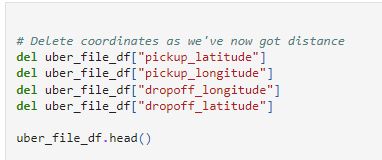 # Delete coordinates as we've now got distance
del uber_file_df["pickup_latitude"]
del uber_file_df["pickup_longitude"]
del uber_file_df["dropoff_longitude"]
del uber_file_df["dropoff_latitude"]
uber_file_df.head()